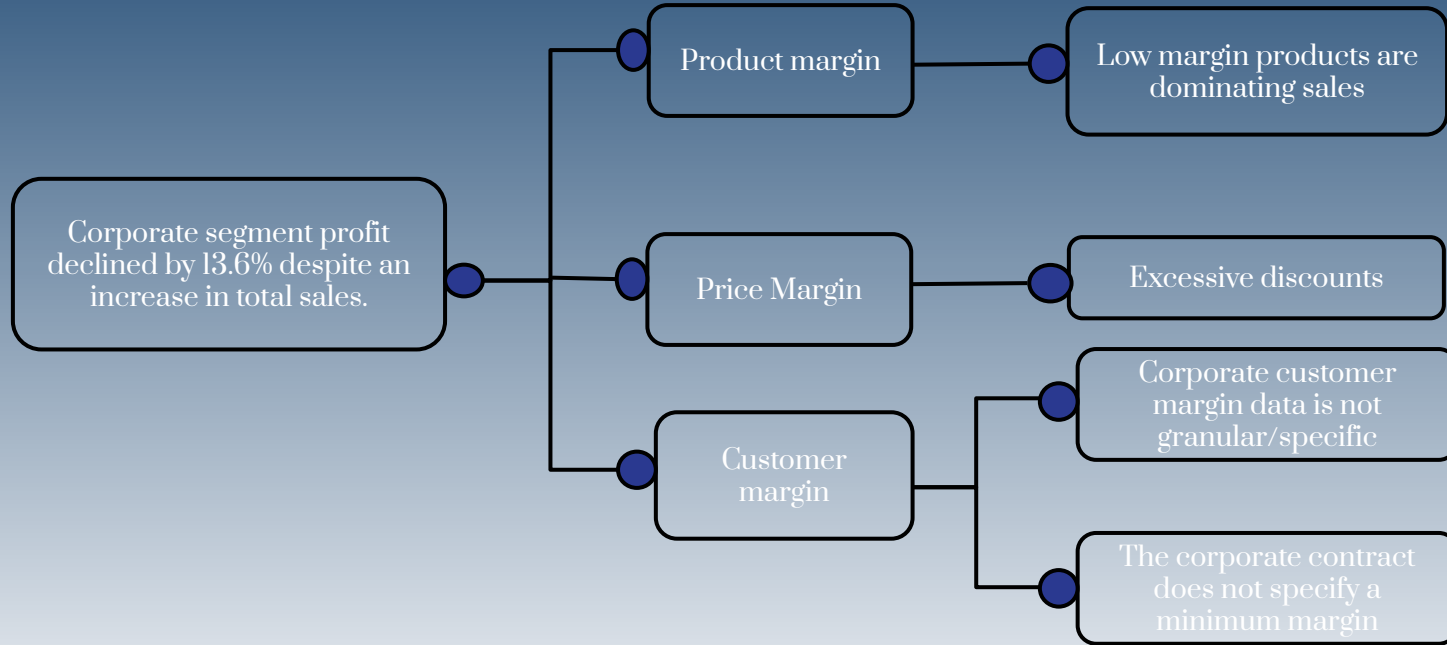 Corporate segment profit
declined by 13.6% despite an
increase in total sales.
Product margin
Low margin products are
dominating sales
Price Margin
Excessive discounts
Customer
margin
Corporate customer
margin data is not
granular/specific
The corporate contract
does not specify a
minimum margin